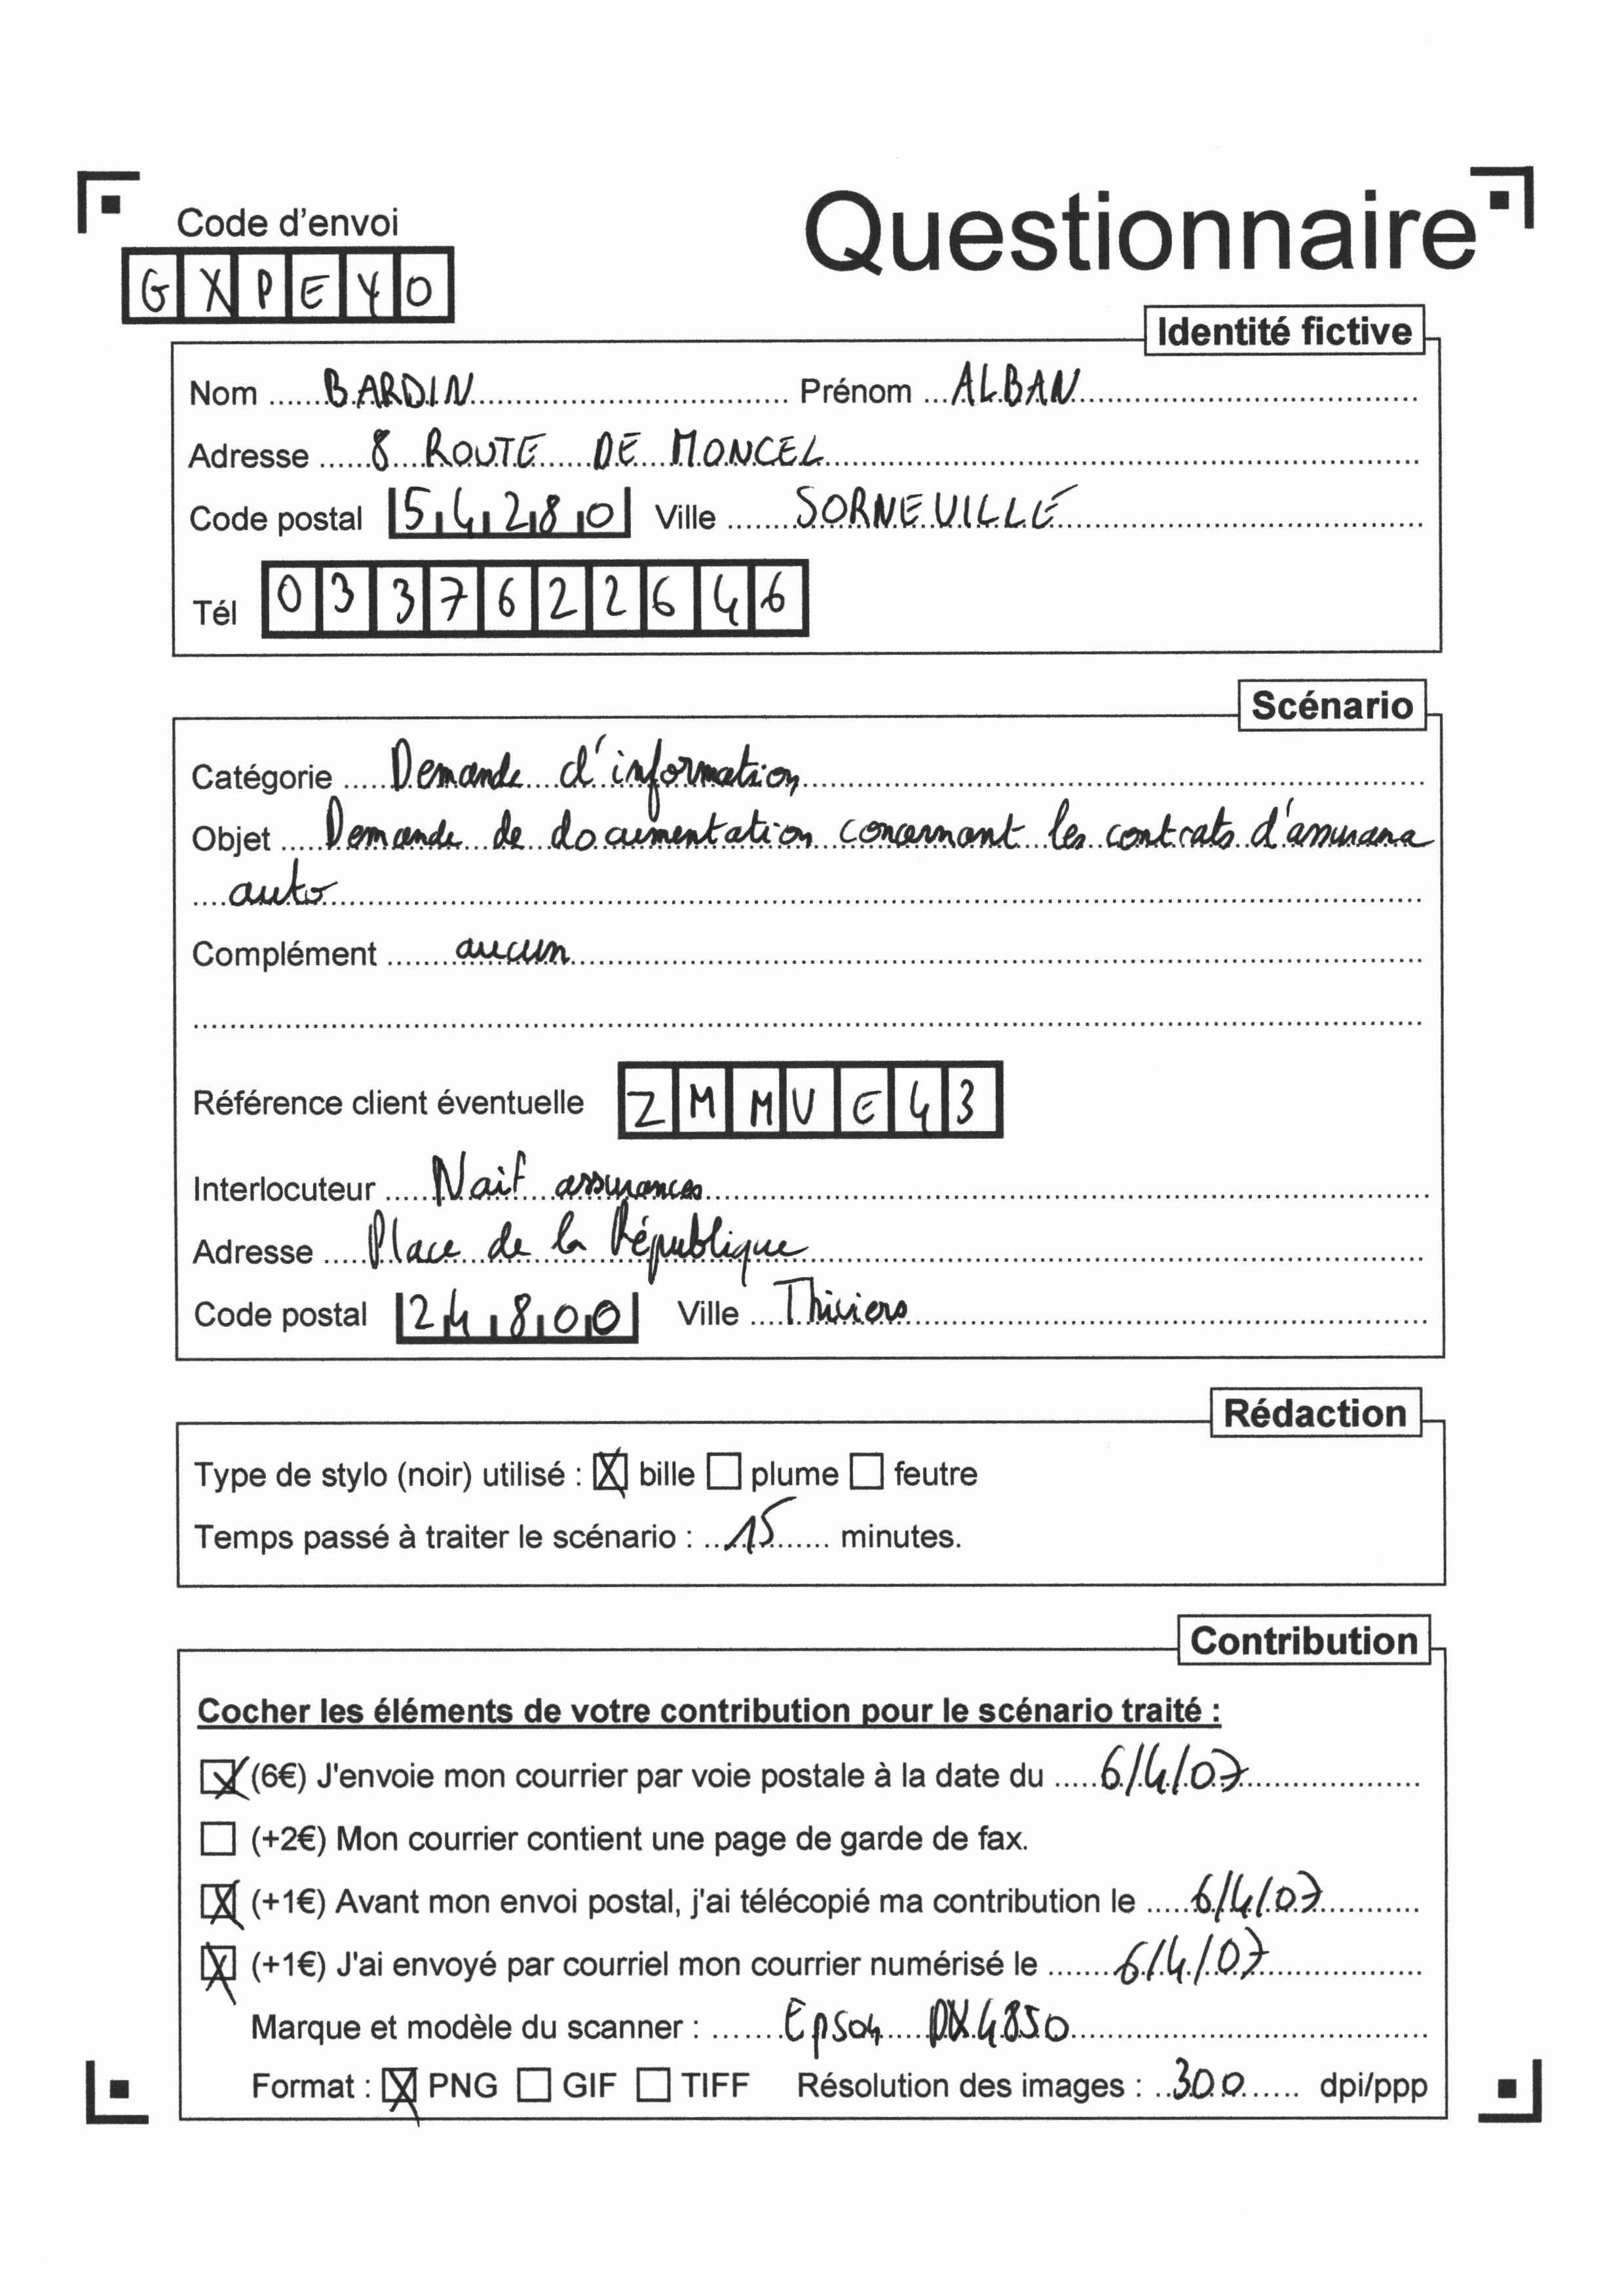 Code d'envoi
Questionnaire
GXPEYO
Identité fictive
Nom BARDIN Prénom ALBAN
Adresse 8 ROUTE DE MONCEL
Code postal 54280 Ville SORNEVILLE
Tél 0337622646
Scénario
Catégorie Demande d'information
Objet Demande de documentation concernant les contrats d'assurance
auto
Complément aucun
Référence client éventuelle ZMMVE43
Interlocuteur Nait assurances
Adresse Place de la République
Code postal 24800 Ville Thiviers
Rédaction
Type de stylo (noir) utilisé : bille plume feutre
Temps passé à traiter le scénario : 15 minutes.
Contribution
Cocher les éléments de votre contribution pour le scénario traité :
(6€) J'envoie mon courrier par voie postale à la date du 6/4/07
(+2€) Mon courrier contient une page de garde de fax.
(+1€) Avant mon envoi postal, j'ai télécopié ma contribution le 6/4/07
(+1€) J'ai envoyé par courriel mon courrier numérisé le 6/4/07
Marque et modèle du scanner : Epson DX4850
Format : PNG GIF TIFF Résolution des images : 300 dpi/ppp